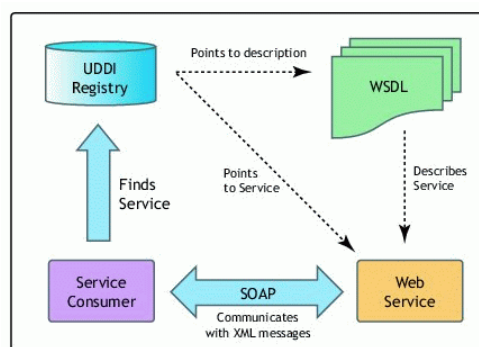 UDDI
Registry
Points to description
WSDL
Finds
Service
Points
to Service
Describes
Service
Service
Consumer
SOAP
Communicates
with XML messages
Web
Service